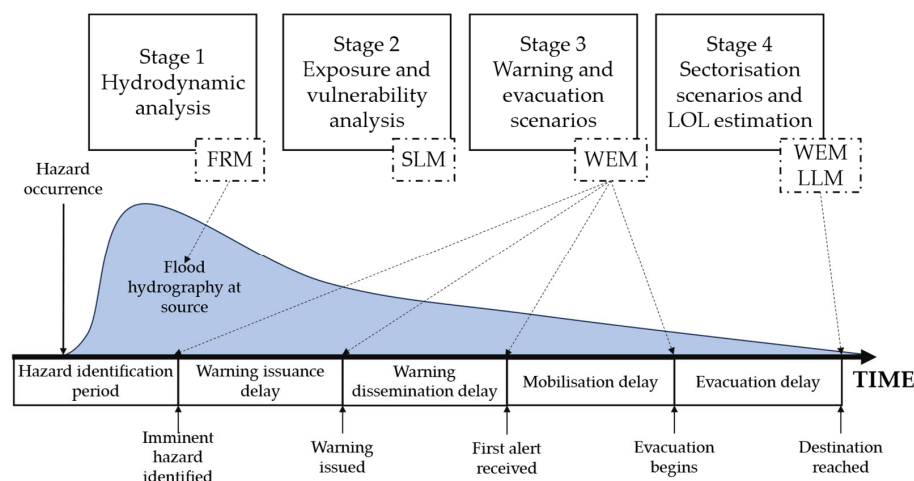 Stage 1
Hydrodynamic
analysis
Stage 2
Exposure and
vulnerability
analysis
Stage 3
Warning and
evacuation
scenarios
Stage 4
Sectorisation
scenarios and
LOL estimation
FRM
SLM
WEM
WEM
LLM
Hazard
occurrence
Flood
hydrography at
source
Hazard identification
period
Warning issuance
delay
Warning
dissemination delay
Mobilisation delay
Evacuation delay
TIME
Imminent
hazard
identified
Warning
issued
First alert
received
Evacuation
begins
Destination
reached